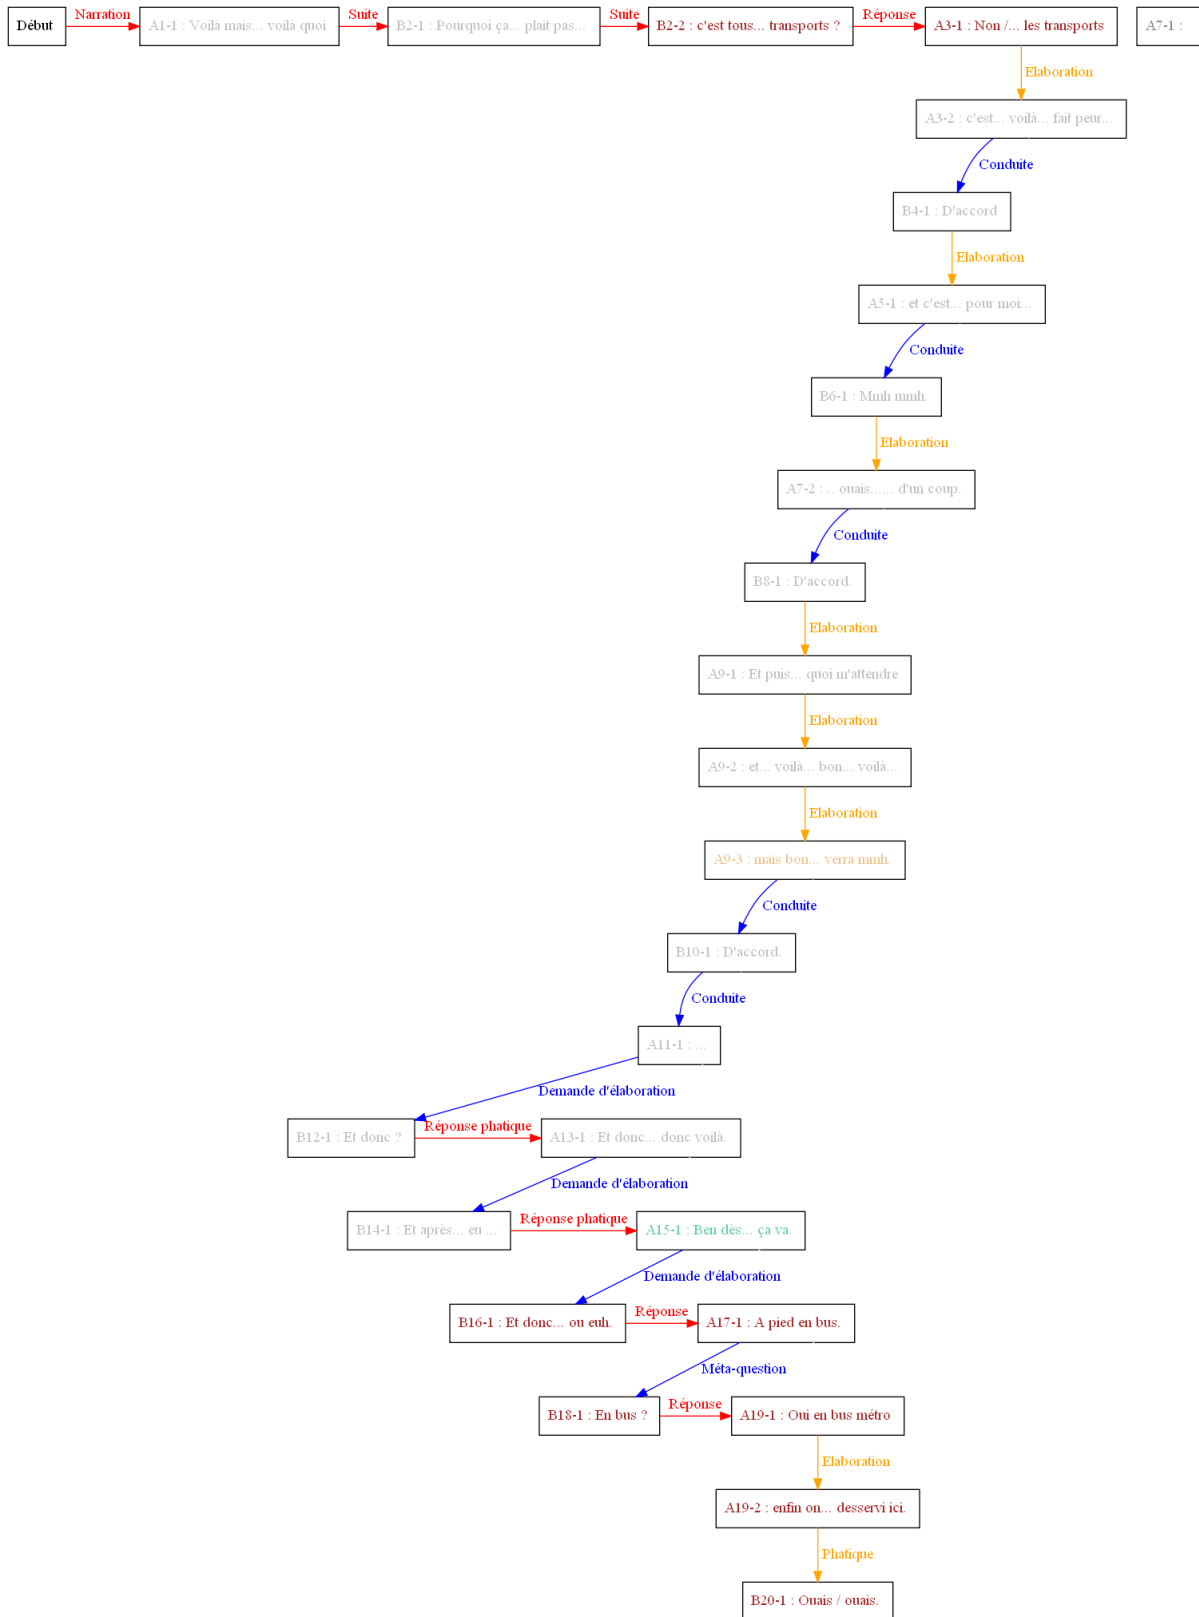 Début
Narration
A1-1 : Voilà mais... voilà quoi
Suite
B2-1 : Pourquoi ça... plait pas...
Suite
B2-2 : c'est tous... transports ?
Réponse
A3-1 : Non /... les transports
A7-1 :
Elaboration
A3-2 : c'est... voilà... fait peur...
Conduite
B4-1 : D'accord
Elaboration
A5-1 : et c'est... pour moi...
Conduite
B6-1 : Mmh mmh.
Elaboration
A7-2 : .. ouais...... d'un coup.
Conduite
B8-1 : D'accord.
Elaboration
A9-1 : Et puis... quoi m'attendre
Elaboration
A9-2 : et... voilà... bon... voilà...
Elaboration
A9-3 : mais bon... verra mmh.
Conduite
B10-1 : D'accord.
Conduite
A11-1 : ...
Demande d'élaboration
B12-1 : Et donc ?
Réponse phatique
A13-1 : Et donc... donc voilà.
Demande d'élaboration
B14-1 : Et après... eu ...
Réponse phatique
A15-1 : Ben dès... ça va.
Demande d'élaboration
B16-1 : Et donc... ou euh.
Réponse
A17-1 : A pied en bus.
Méta-question
B18-1 : En bus ?
Réponse
A19-1 : Oui en bus métro
Elaboration
A19-2 : enfin on... desservi ici.
Phatique
B20-1 : Ouais / ouais.